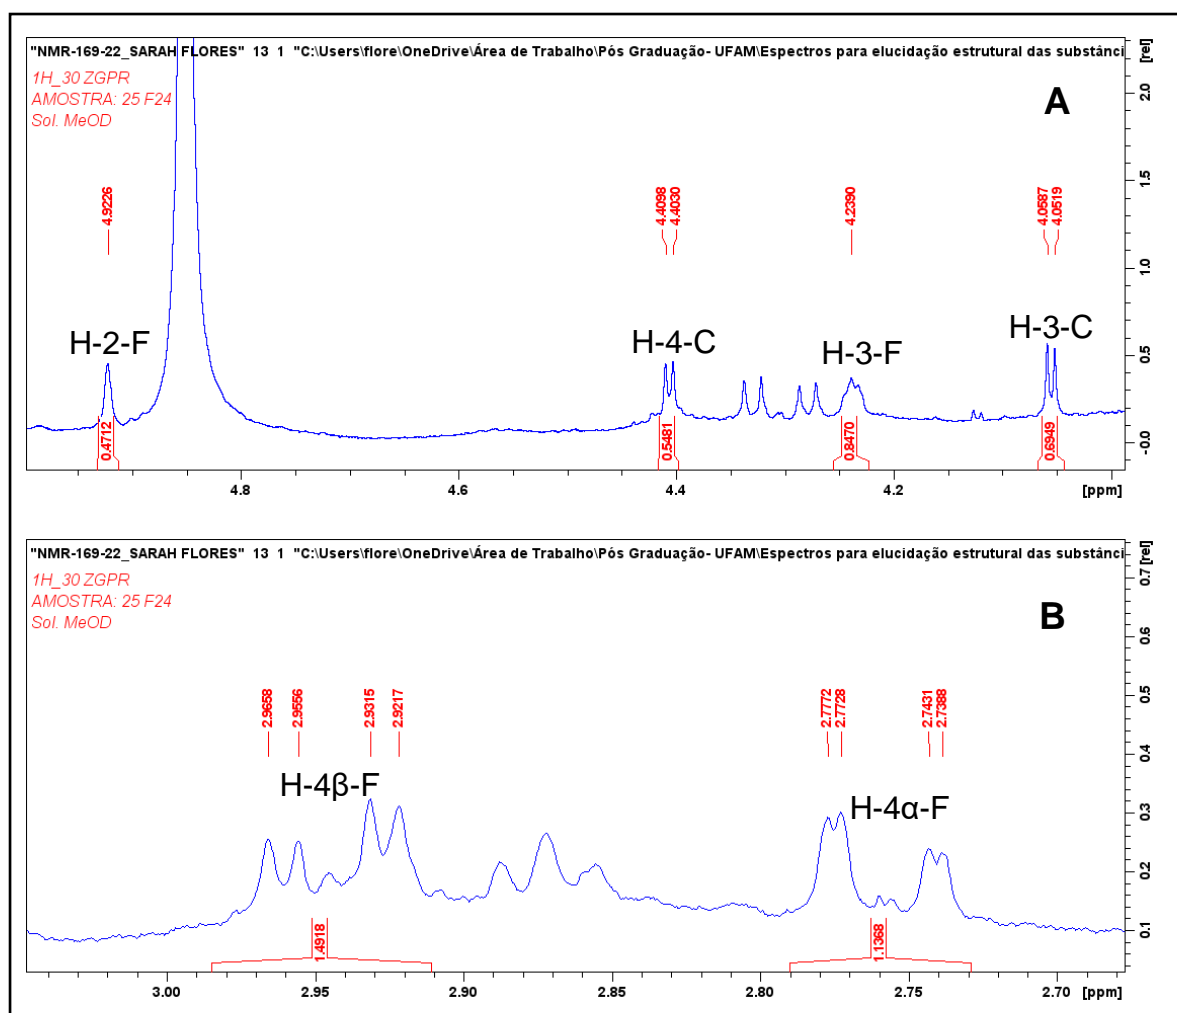 "NMR-169-22_SARAH FLORES" 13 1 "C:\Users\flore\OneDrive\Área de Trabalho\Pós Graduação- UFAM\Espectros para elucidação estrutural das substânci
1H_30 ZGPR
AMOSTRA: 25 F24
Sol. MeOD
A
[rel]
2.0
1.5
1.0
0.5
-0.0
4.9226
4.4098
4.4030
4.2390
4.0587
4.0519
H-2-F
H-4-C
H-3-F
H-3-C
0.4712
0.5481
0.8470
0.6949
4.8
4.6
4.4
4.2
[ppm]
"NMR-169-22_SARAH FLORES" 13 1 "C:\Users\flore\OneDrive\Área de Trabalho\Pós Graduação- UFAM\Espectros para elucidação estrutural das substânci
1H_30 ZGPR
AMOSTRA: 25 F24
Sol. MeOD
B
[rel]
0.7
0.6
0.5
0.4
0.3
0.2
0.1
2.9658
2.9556
2.9315
2.9217
2.7772
2.7728
2.7431
2.7388
H-4β-F
H-4α-F
1.4918
1.1368
3.00
2.95
2.90
2.85
2.80
2.75
2.70
[ppm]